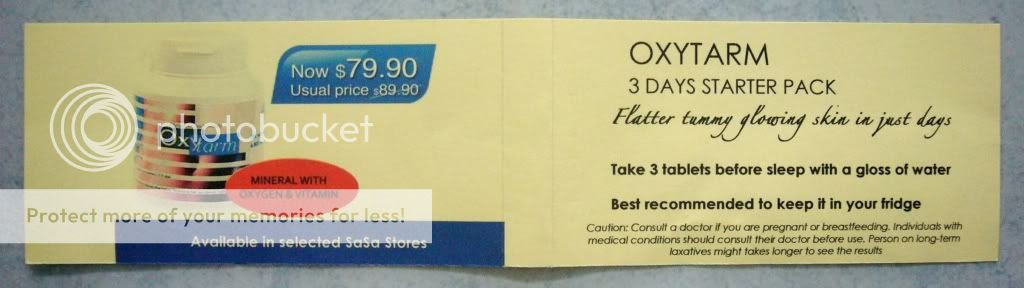 Now $79.90
Usual price $89.90
photobucket
oxytarm
MINERAL WITH
OXYGEN & VITAMIN
Protect more of your memories for less!
Available in selected SaSa Stores
OXYTARM
3 DAYS STARTER PACK
Flatter tummy glowing skin in just days
Take 3 tablets before sleep with a gloss of water
Best recommended to keep it in your fridge
Caution: Consult a doctor if you are pregnant or breastfeeding. Individuals with
medical conditions should consult their doctor before use. Person on long-term
laxatives might takes longer to see the results